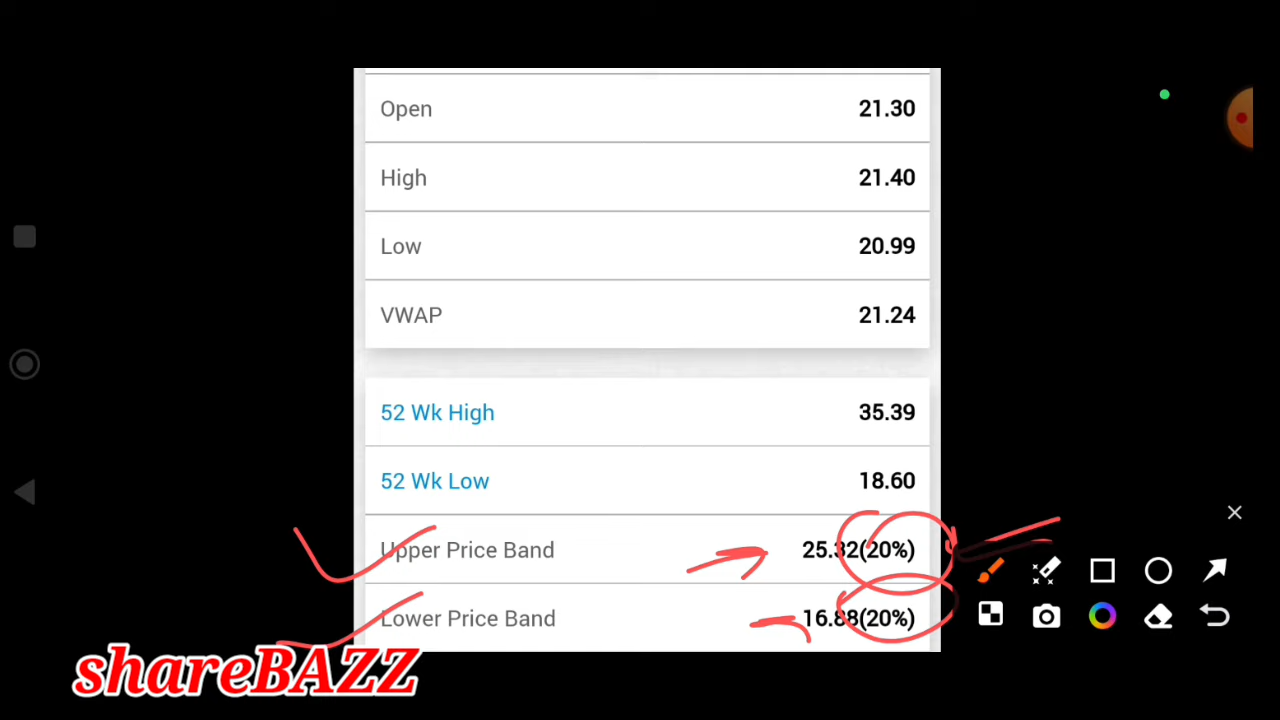 Open 21.30
High 21.40
Low 20.99
VWAP 21.24
52 Wk High 35.39
52 Wk Low 18.60
Upper Price Band 25.32(20%)
Lower Price Band 16.88(20%)
shareBAZZ